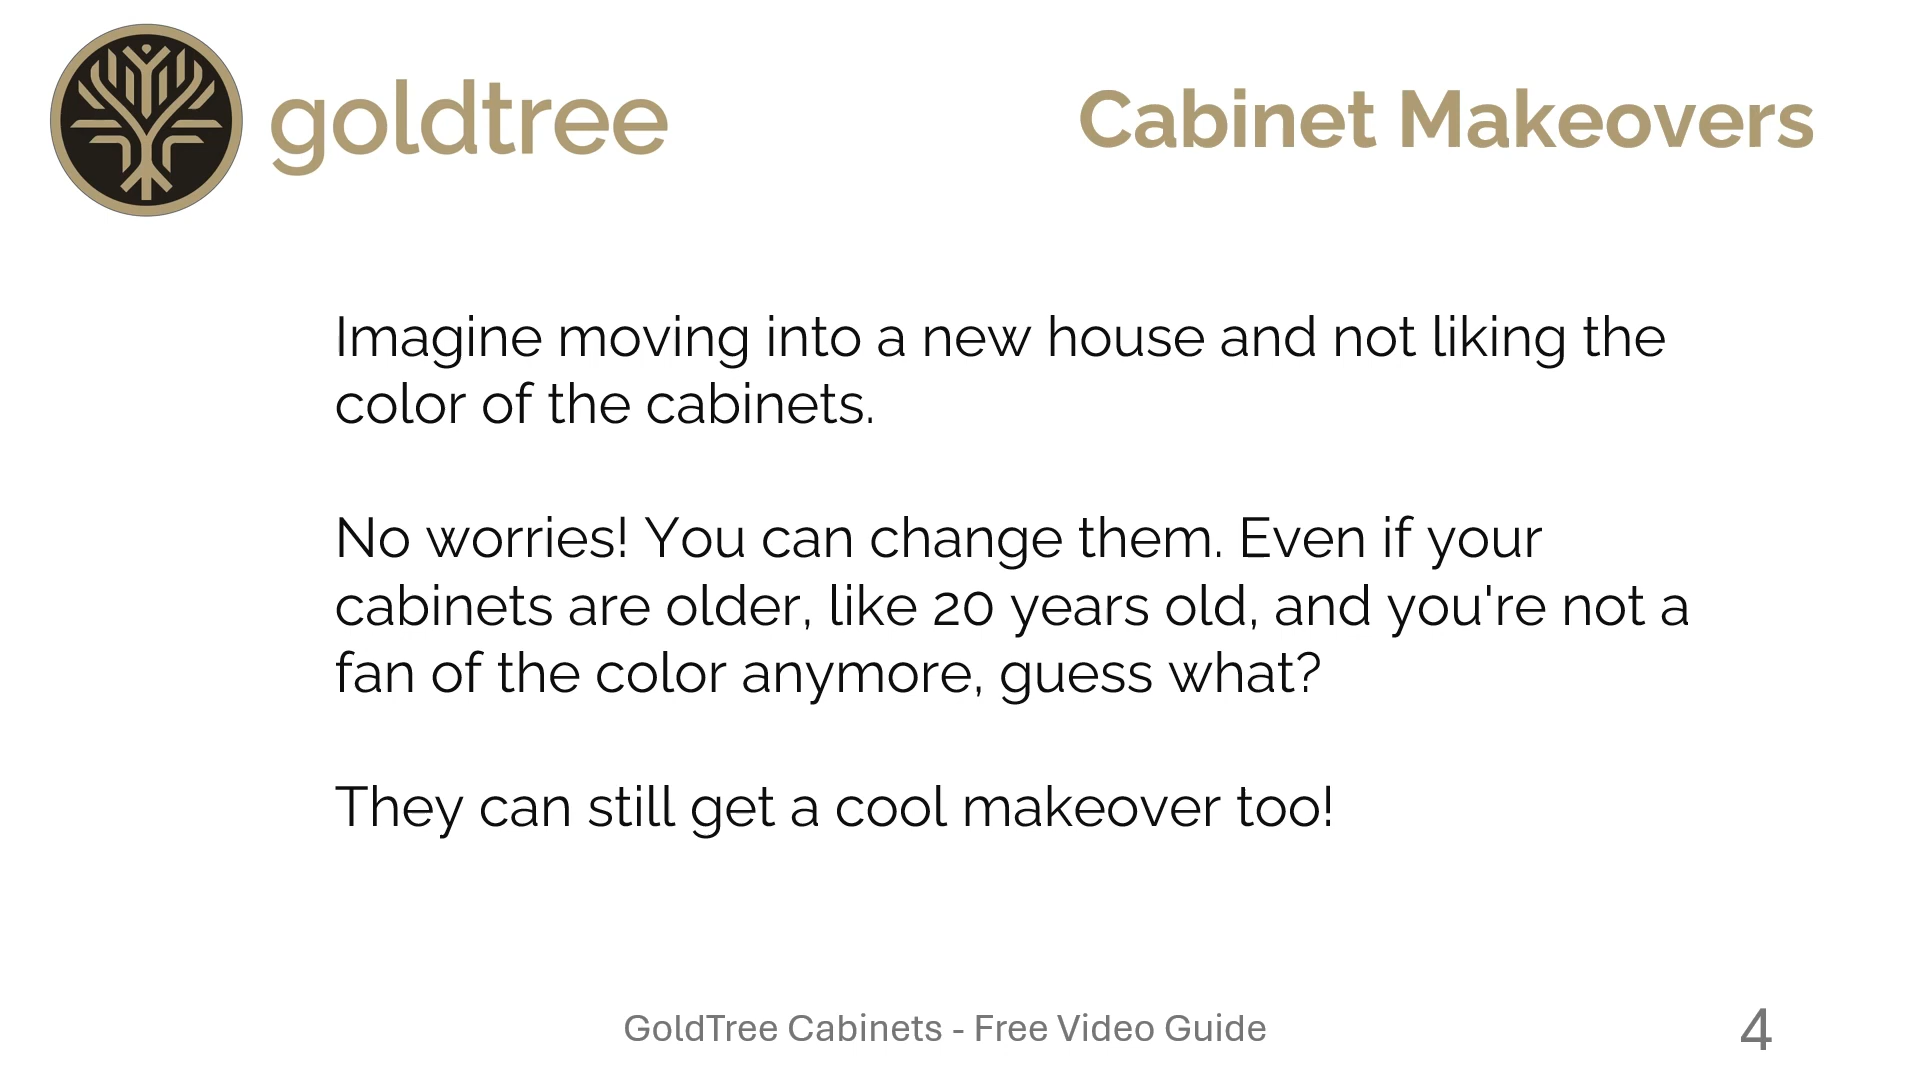 goldtree
Cabinet Makeovers
Imagine moving into a new house and not liking the
color of the cabinets.
No worries! You can change them. Even if your
cabinets are older, like 20 years old, and you're not a
fan of the color anymore, guess what?
They can still get a cool makeover too!
GoldTree Cabinets - Free Video Guide
4